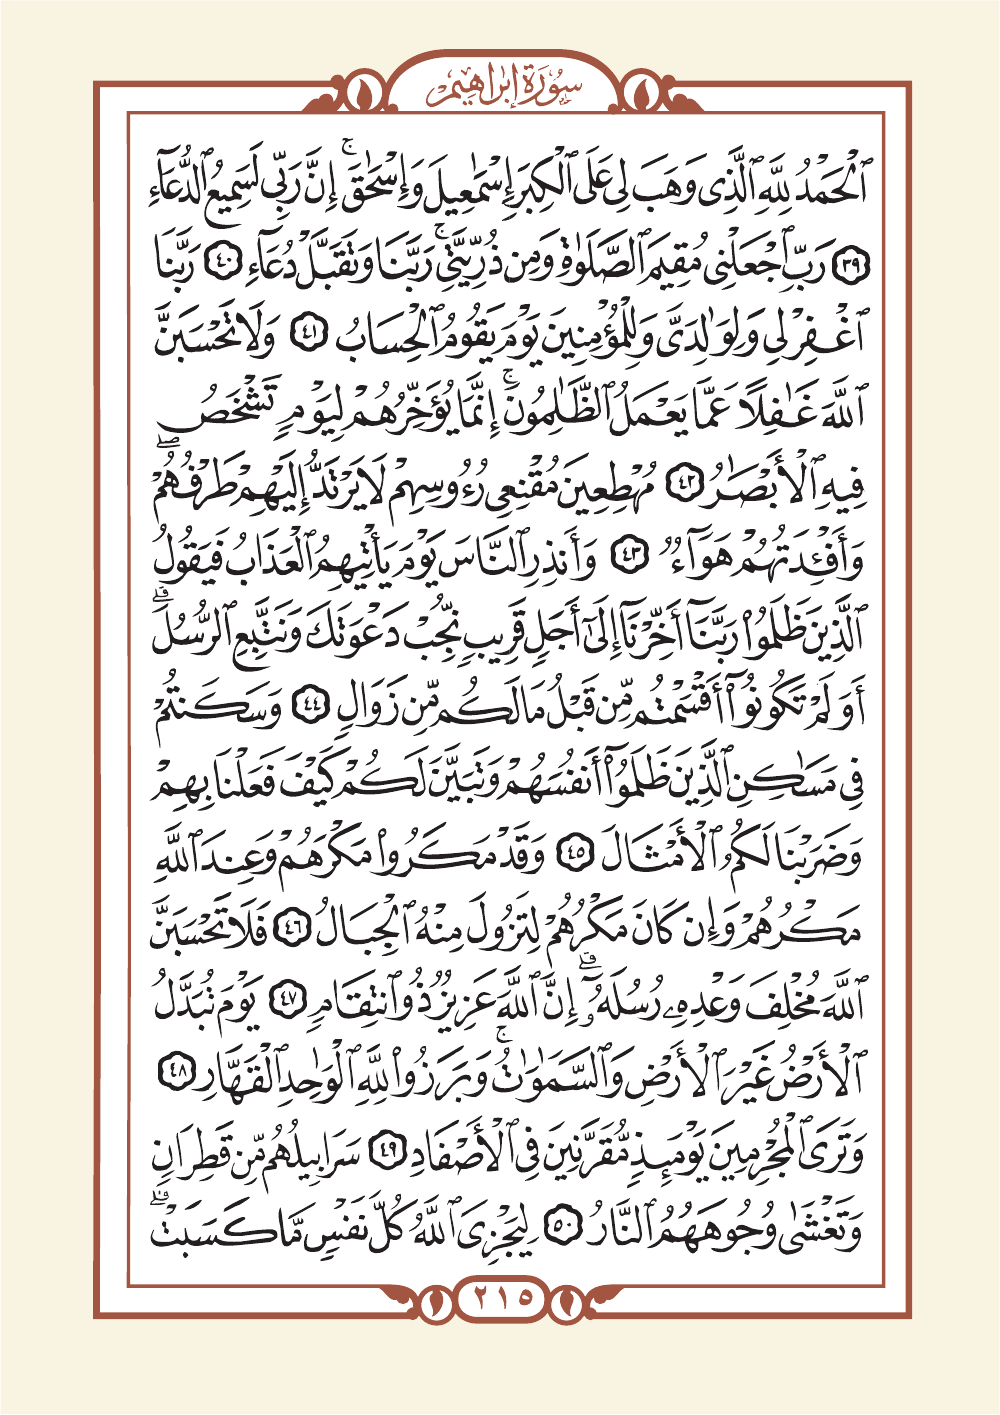 سُورَةُ إِبْرَاهِيمَ
ٱلْحَمْدُ لِلَّهِ ٱلَّذِى وَهَبَ لِى عَلَى ٱلْكِبَرِ إِسْمَٰعِيلَ وَإِسْحَٰقَ ۚ إِنَّ رَبِّى لَسَمِيعُ ٱلدُّعَآءِ
٣٩ رَبِّ ٱجْعَلْنِى مُقِيمَ ٱلصَّلَوٰةِ وَمِن ذُرِّيَّتِى ۚ رَبَّنَا وَتَقَبَّلْ دُعَآءِ ٤٠ رَبَّنَا
ٱغْفِرْ لِى وَلِوَٰلِدَىَّ وَلِلْمُؤْمِنِينَ يَوْمَ يَقُومُ ٱلْحِسَابُ ٤١ وَلَا تَحْسَبَنَّ
ٱللَّهَ غَٰفِلًا عَمَّا يَعْمَلُ ٱلظَّٰلِمُونَ ۚ إِنَّمَا يُؤَخِّرُهُمْ لِيَوْمٍ تَشْخَصُ
فِيهِ ٱلْأَبْصَٰرُ ٤٢ مُهْطِعِينَ مُقْنِعِى رُءُوسِهِمْ لَا يَرْتَدُّ إِلَيْهِمْ طَرْفُهُمْ ۖ
وَأَفْـِٔدَتُهُمْ هَوَآءٌ ٤٣ وَأَنذِرِ ٱلنَّاسَ يَوْمَ يَأْتِيهِمُ ٱلْعَذَابُ فَيَقُولُ
ٱلَّذِينَ ظَلَمُوا۟ رَبَّنَآ أَخِّرْنَآ إِلَىٰٓ أَجَلٍ قَرِيبٍ نُّجِبْ دَعْوَتَكَ وَنَتَّبِعِ ٱلرُّسُلَ ۗ
أَوَلَمْ تَكُونُوٓا۟ أَقْسَمْتُم مِّن قَبْلُ مَا لَكُم مِّن زَوَالٍ ٤٤ وَسَكَنتُمْ
فِى مَسَٰكِنِ ٱلَّذِينَ ظَلَمُوٓا۟ أَنفُسَهُمْ وَتَبَيَّنَ لَكُمْ كَيْفَ فَعَلْنَا بِهِمْ
وَضَرَبْنَا لَكُمُ ٱلْأَمْثَالَ ٤٥ وَقَدْ مَكَرُوا۟ مَكْرَهُمْ وَعِندَ ٱللَّهِ
مَكْرُهُمْ وَإِن كَانَ مَكْرُهُمْ لِتَزُولَ مِنْهُ ٱلْجِبَالُ ٤٦ فَلَا تَحْسَبَنَّ
ٱللَّهَ مُخْلِفَ وَعْدِهِۦ رُسُلَهُۥٓ ۗ إِنَّ ٱللَّهَ عَزِيزٌ ذُو ٱنتِقَامٍ ٤٧ يَوْمَ تُبَدَّلُ
ٱلْأَرْضُ غَيْرَ ٱلْأَرْضِ وَٱلسَّمَٰوَٰتُ ۖ وَبَرَزُوا۟ لِلَّهِ ٱلْوَٰحِدِ ٱلْقَهَّارِ ٤٨
وَتَرَى ٱلْمُجْرِمِينَ يَوْمَئِذٍ مُّقَرَّنِينَ فِى ٱلْأَصْفَادِ ٤٩ سَرَابِيلُهُم مِّن قَطِرَانٍ
وَتَغْشَىٰ وُجُوهَهُمُ ٱلنَّارُ ٥٠ لِيَجْزِىَ ٱللَّهُ كُلَّ نَفْسٍ مَّا كَسَبَتْ ۗ
٢١٥